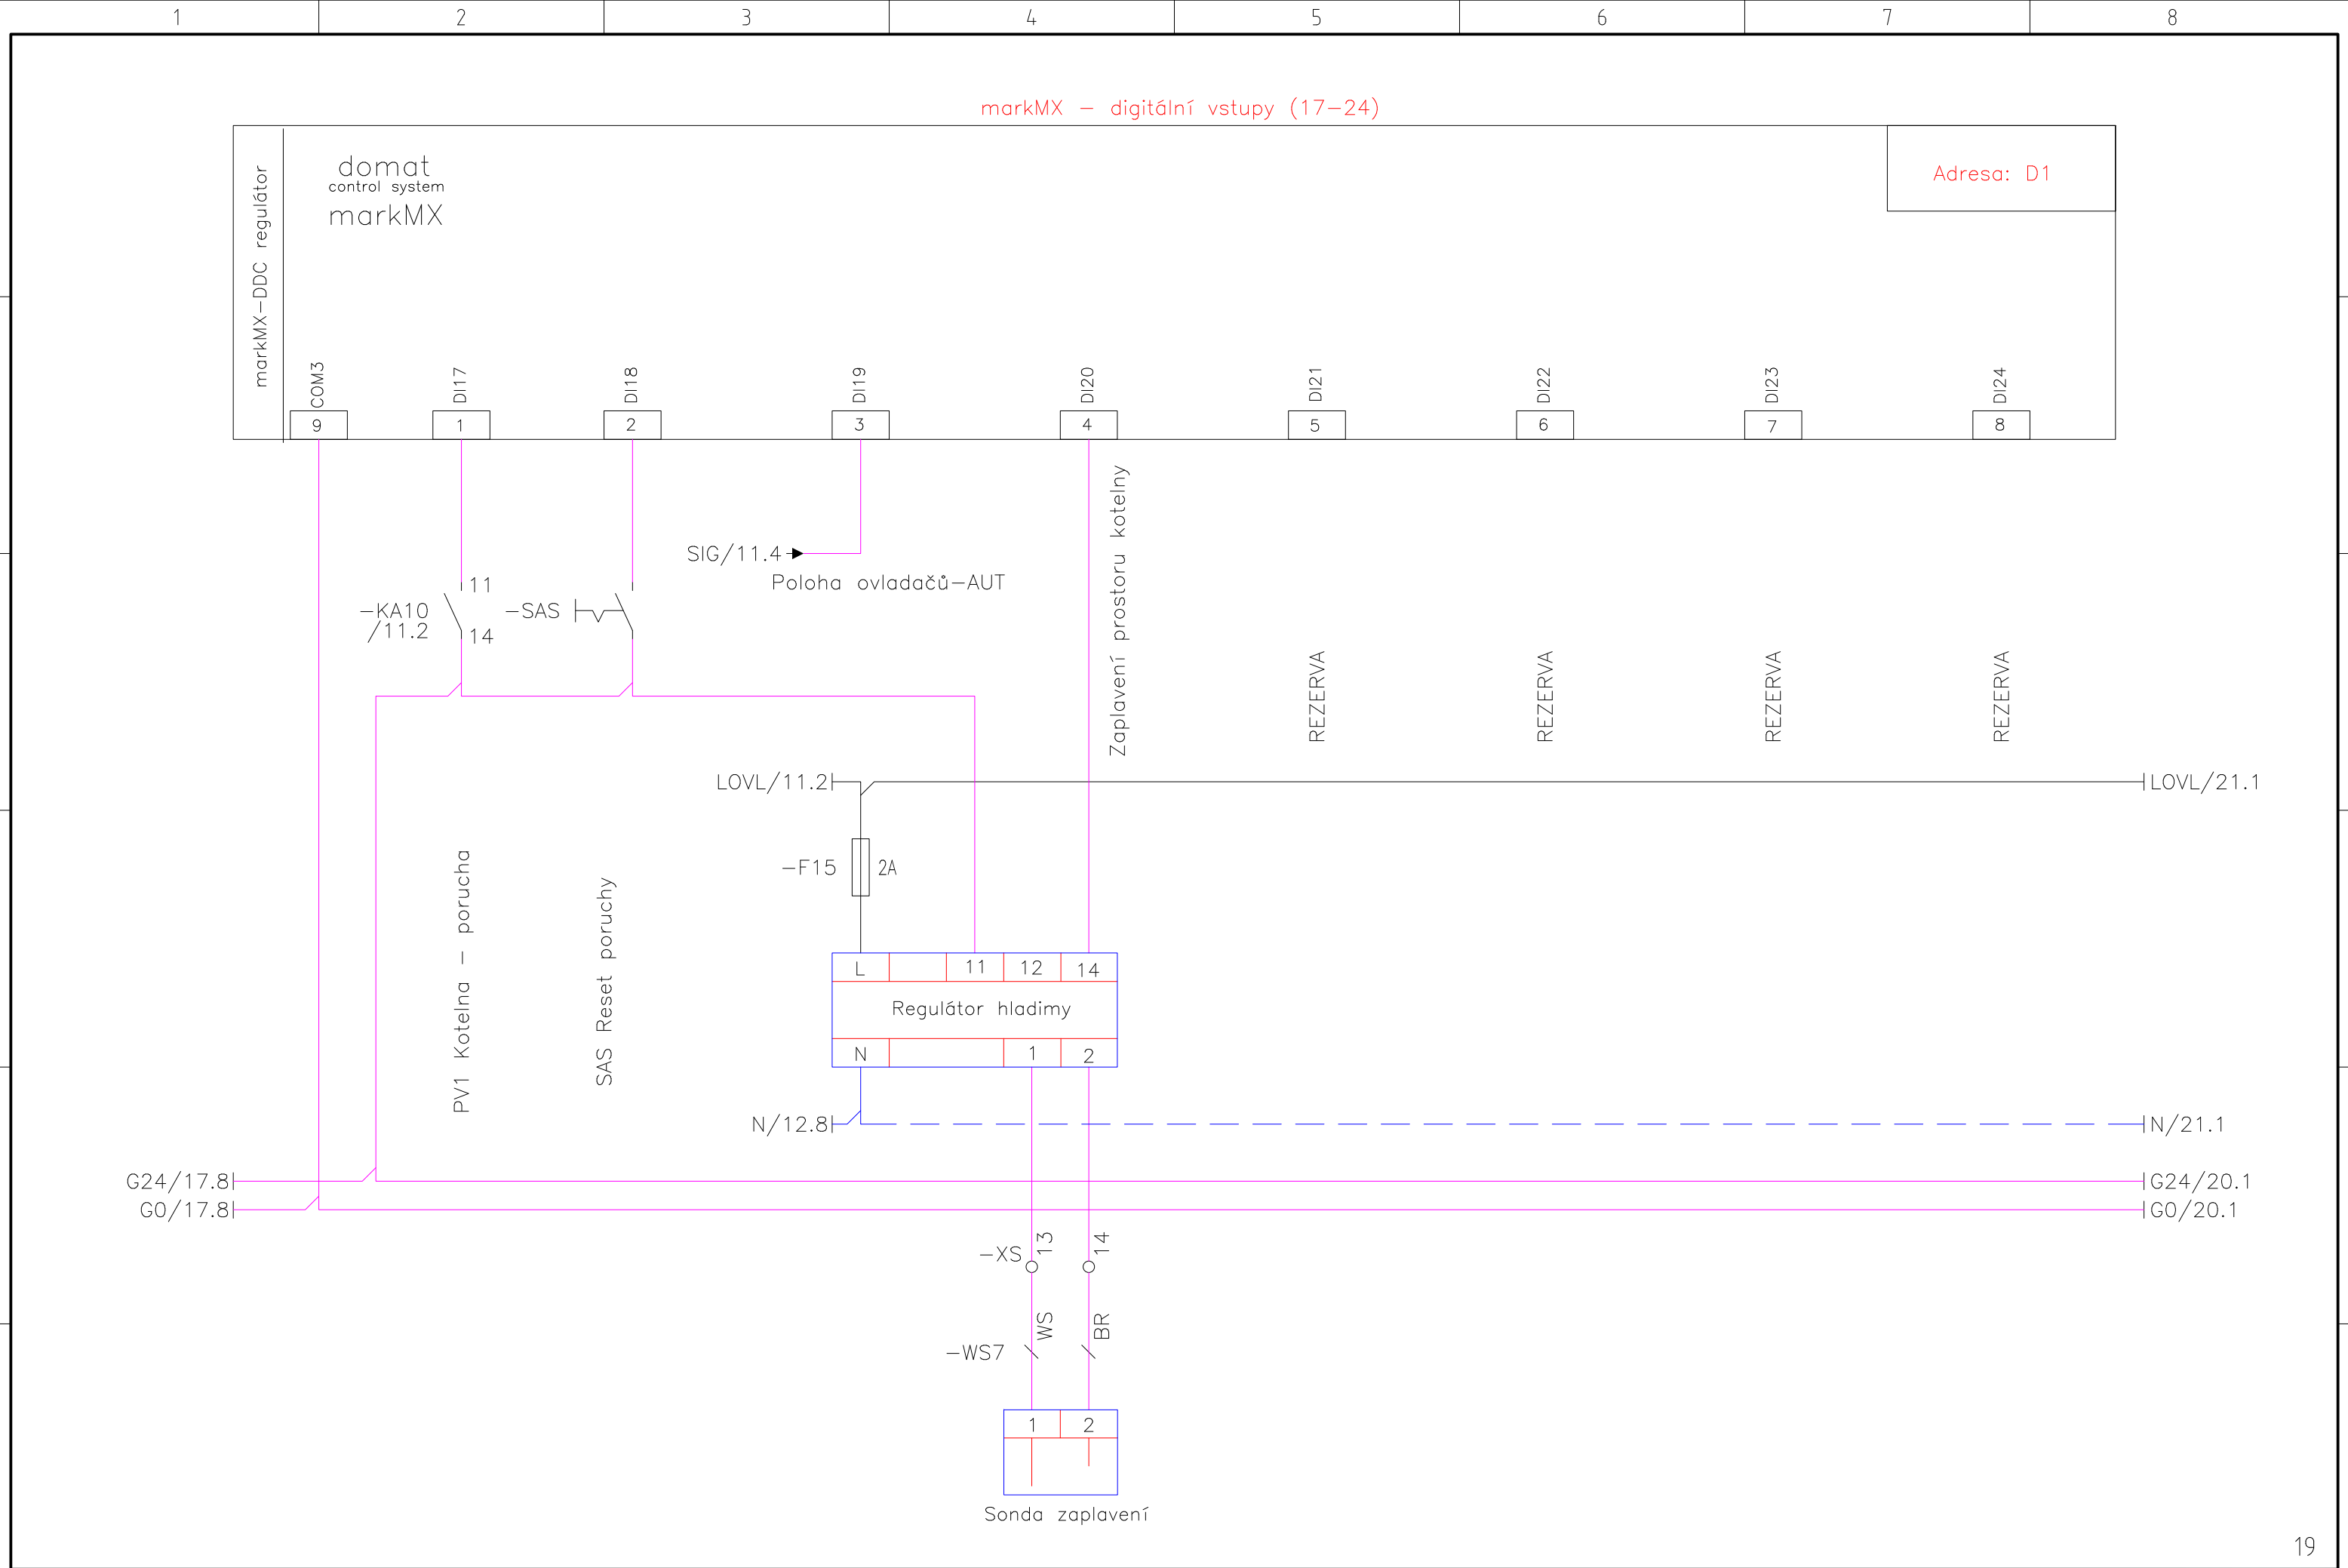 1 2 3 4 5 6 7 8
markMX - digitální vstupy (17-24)
markMX-DDC regulátor
domat
control system
markMX
Adresa: D1
COM3 DI17 DI18 DI19 DI20 DI21 DI22 DI23 DI24
9 1 2 3 4 5 6 7 8
SIG/11.4
Poloha ovladačů-AUT
Zaplavení prostoru kotelny
-KA10
/11.2
11
14
-SAS
REZERVA REZERVA REZERVA REZERVA
LOVL/11.2
LOVL/21.1
-F15 2A
PV1 Kotelna - porucha
SAS Reset poruchy
L 11 12 14
Regulátor hladimy
N 1 2
N/12.8
N/21.1
G24/17.8
G24/20.1
G0/17.8
G0/20.1
-XS 13 14
-WS7 WS BR
1 2
Sonda zaplavení
19